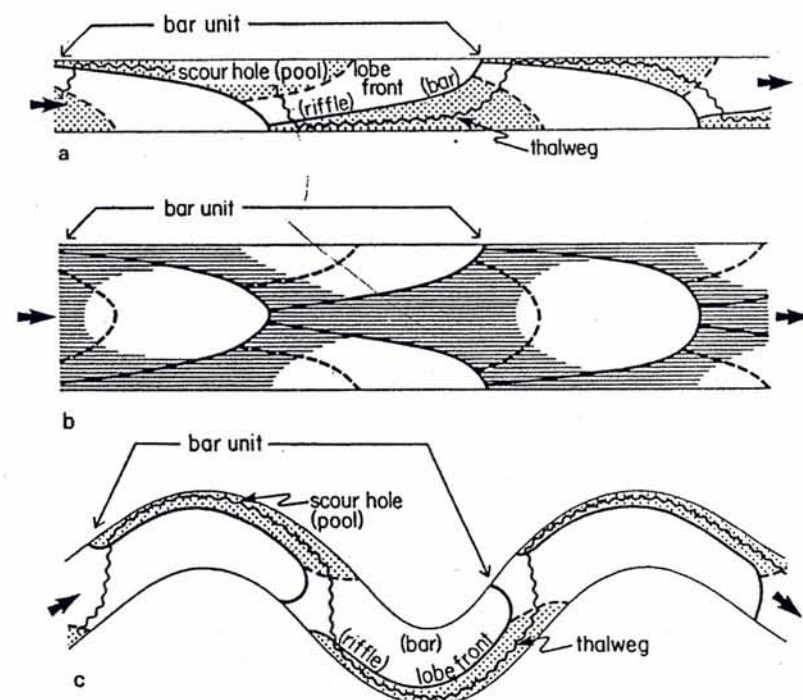 bar unit
scour hole (pool)
lobe
front
(bar)
(riffle)
thalweg
a
bar unit
b
bar unit
scour hole
(pool)
(riffle)
(bar)
lobe front
thalweg
c